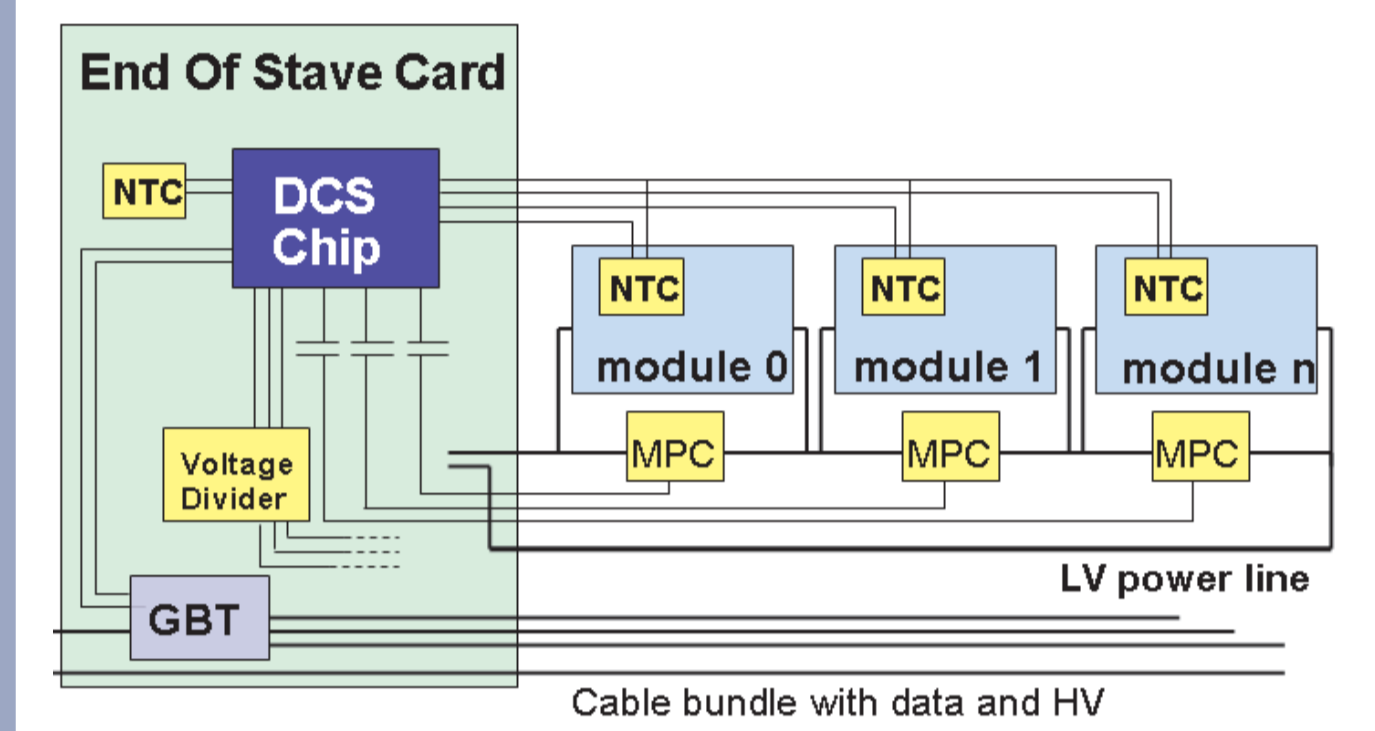 End Of Stave Card
NTC
DCS
Chip
NTC
NTC
NTC
module 0
module 1
module n
MPC
MPC
MPC
Voltage
Divider
LV power line
GBT
Cable bundle with data and HV